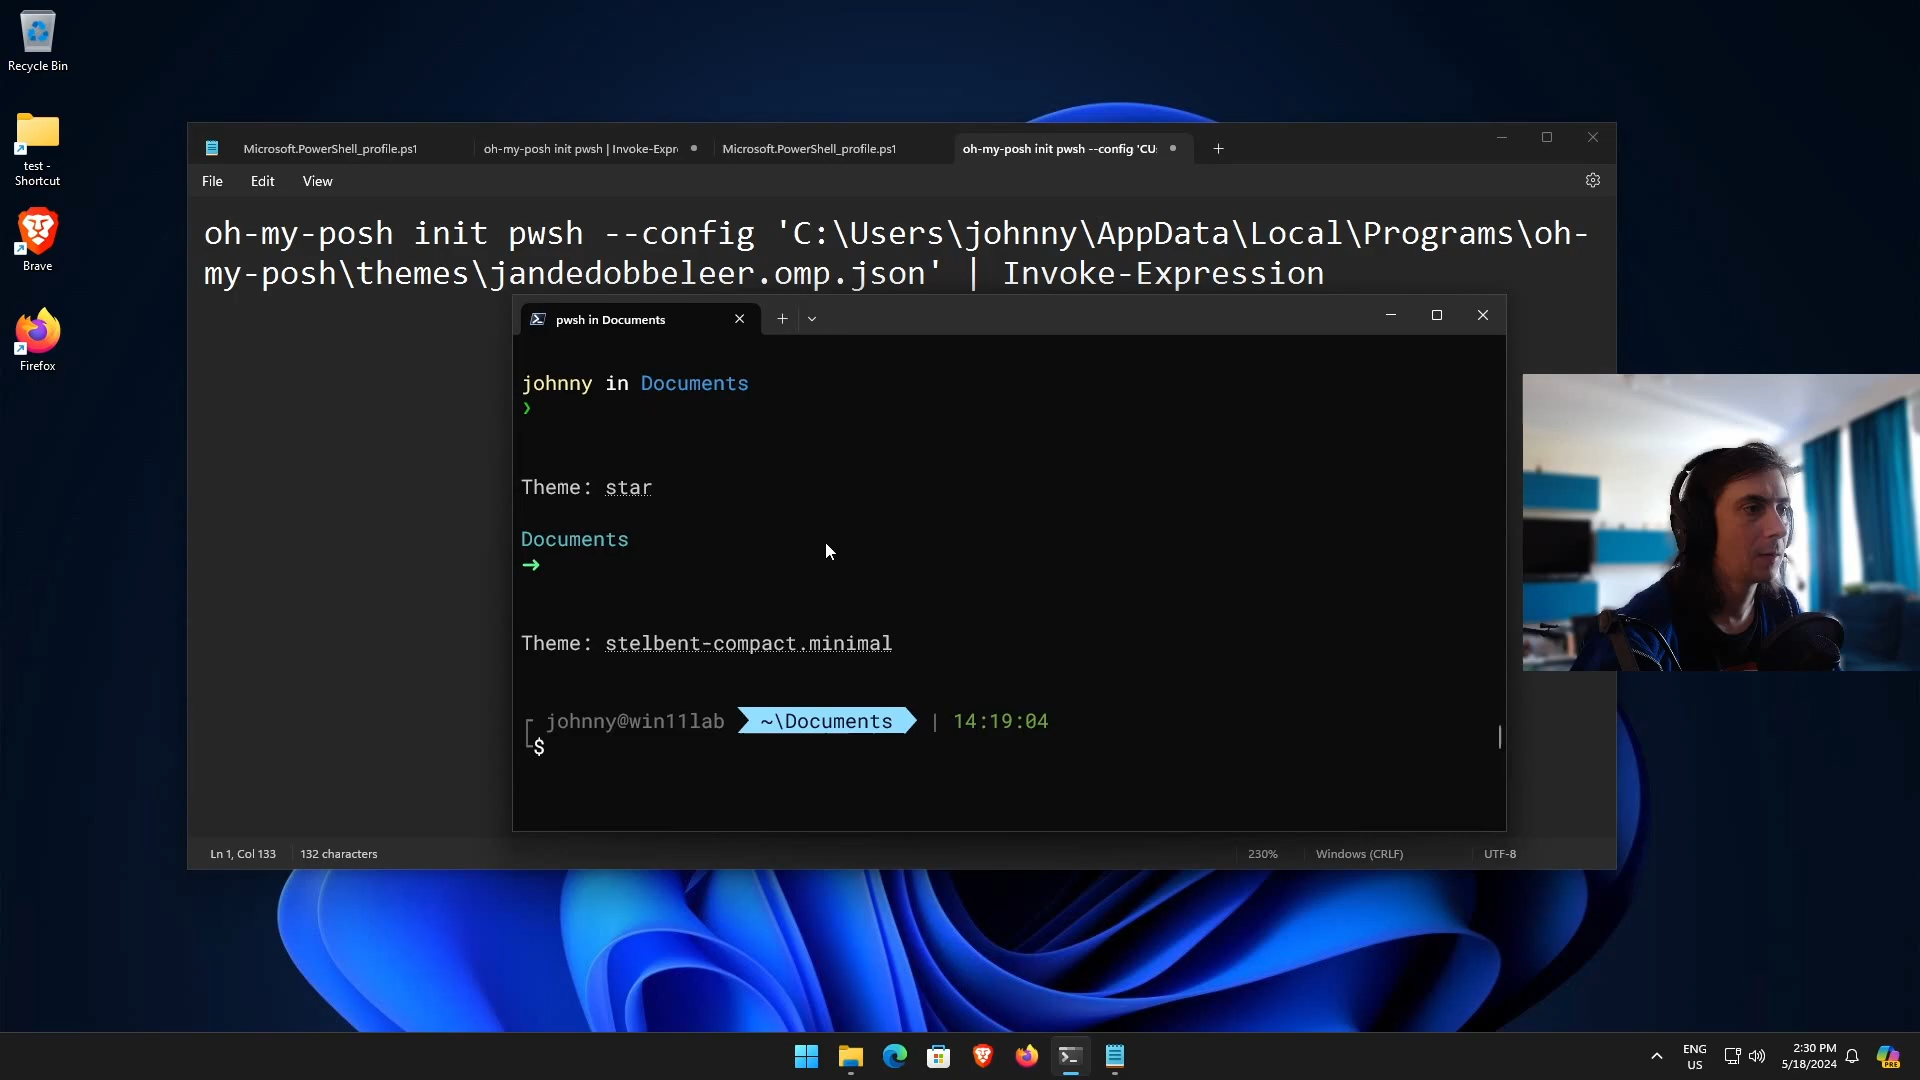 Recycle Bin
test -
Shortcut
Brave
Firefox
Microsoft.PowerShell_profile.ps1
oh-my-posh init pwsh | Invoke-Expr
Microsoft.PowerShell_profile.ps1
oh-my-posh init pwsh --config 'CU
File Edit View
oh-my-posh init pwsh --config 'C:\Users\johnny\AppData\Local\Programs\oh-
my-posh\themes\jandedobbeleer.omp.json' | Invoke-Expression
pwsh in Documents
johnny in Documents
❯
Theme: star
Documents
➜
Theme: stelbent-compact.minimal
johnny@win11lab ~\Documents | 14:19:04
$
Ln 1, Col 133 132 characters 230% Windows (CRLF) UTF-8
ENG
US
2:30 PM
5/18/2024
PRE